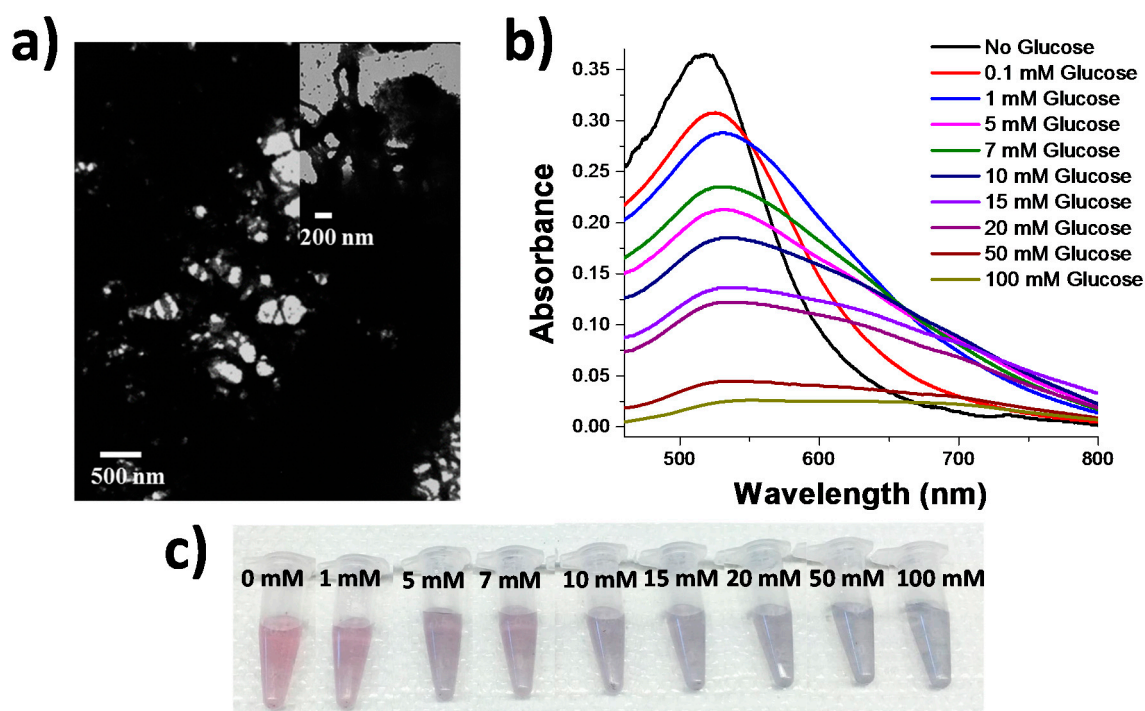 a)
500 nm
200 nm
b)
Absorbance
0.35
0.30
0.25
0.20
0.15
0.10
0.05
0.00
500
600
700
800
Wavelength (nm)
No Glucose
0.1 mM Glucose
1 mM Glucose
5 mM Glucose
7 mM Glucose
10 mM Glucose
15 mM Glucose
20 mM Glucose
50 mM Glucose
100 mM Glucose
c)
0 mM 1 mM 5 mM 7 mM 10 mM 15 mM 20 mM 50 mM 100 mM